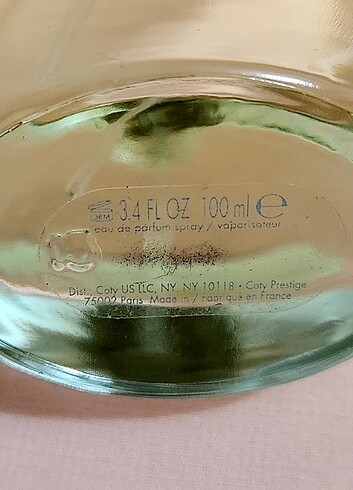 36M 3.4 FL OZ 100 ml e
eau de parfum spray / vaporisateur
Dist. Coty US LLC, NY, NY 10118 • Coty Prestige
75002 Paris Made in / Fabriqué en France